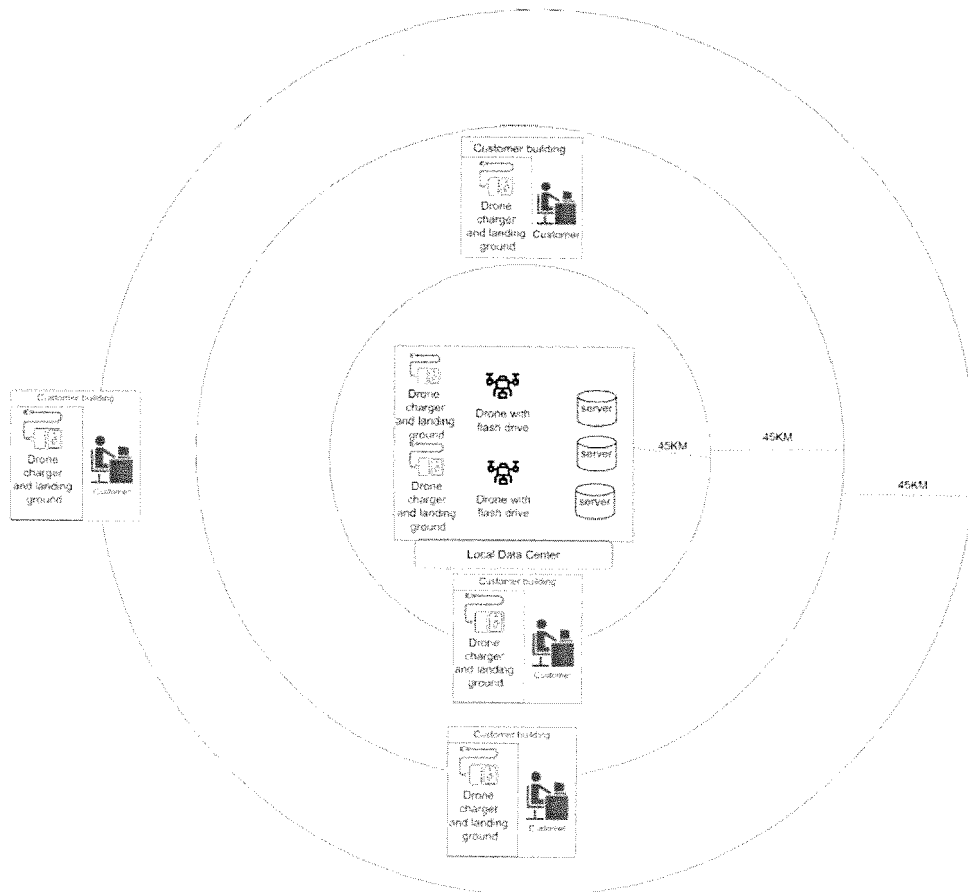 Customer building
Drone
charger
and landing
ground
Customer
Drone
charger
and landing
ground
Drone with
flash drive
server
Customer building
Drone
charger
and landing
ground
Customer
server
45KM
45KM
45KM
Drone
charger
and landing
ground
Drone with
flash drive
server
Local Data Center
Customer building
Drone
charger
and landing
ground
Customer
Customer building
Drone
charger
and landing
ground
Customer